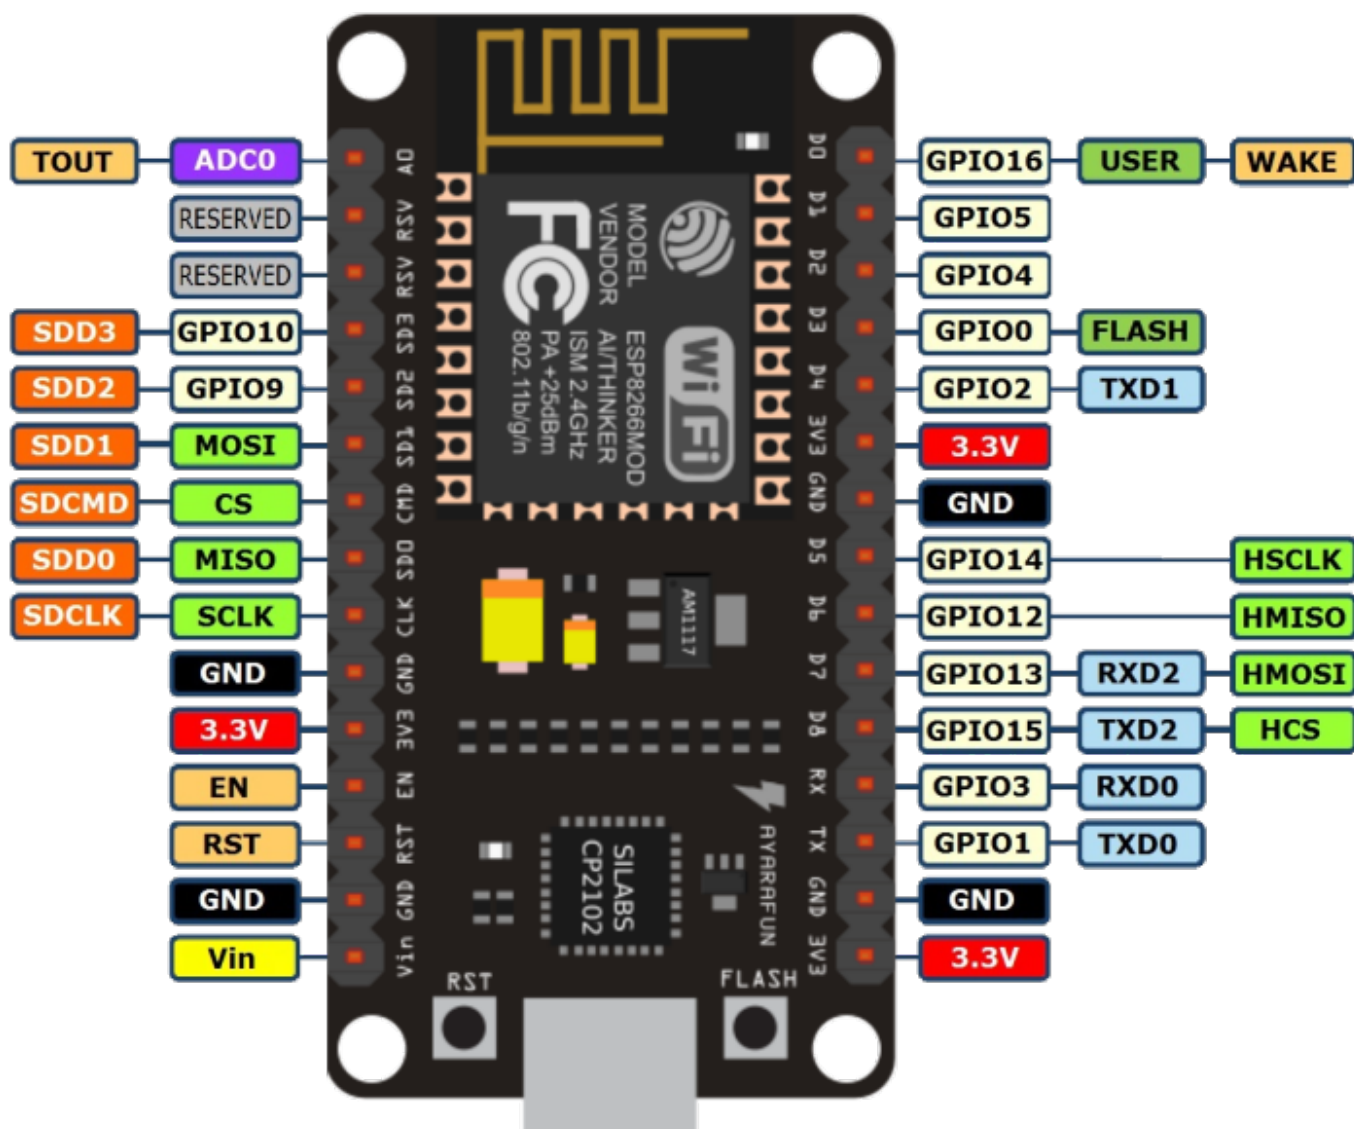 TOUT ADC0 A0 D0 GPIO16 USER WAKE
RESERVED RSV D1 GPIO5
RESERVED RSV D2 GPIO4
SDD3 GPIO10 SD3 D3 GPIO0 FLASH
SDD2 GPIO9 SD2 D4 GPIO2 TXD1
SDD1 MOSI SD1 3V3 3.3V
SDCMD CS CMD GND GND
SDD0 MISO SD0 D5 GPIO14 HSCLK
SDCLK SCLK CLK D6 GPIO12 HMISO
GND GND D7 GPIO13 RXD2 HMOSI
3.3V 3V3 D8 GPIO15 TXD2 HCS
EN EN RX GPIO3 RXD0
RST RST TX GPIO1 TXD0
GND GND GND GND
Vin Vin 3V3 3.3V
MODEL ESP8266MOD
VENDOR AI/THINKER
ISM 2.4GHz
PA +25dBm
802.11b/g/n
FC
Wi Fi
AM1117
SILABS
CP2102
AYARAFUN
RST
FLASH